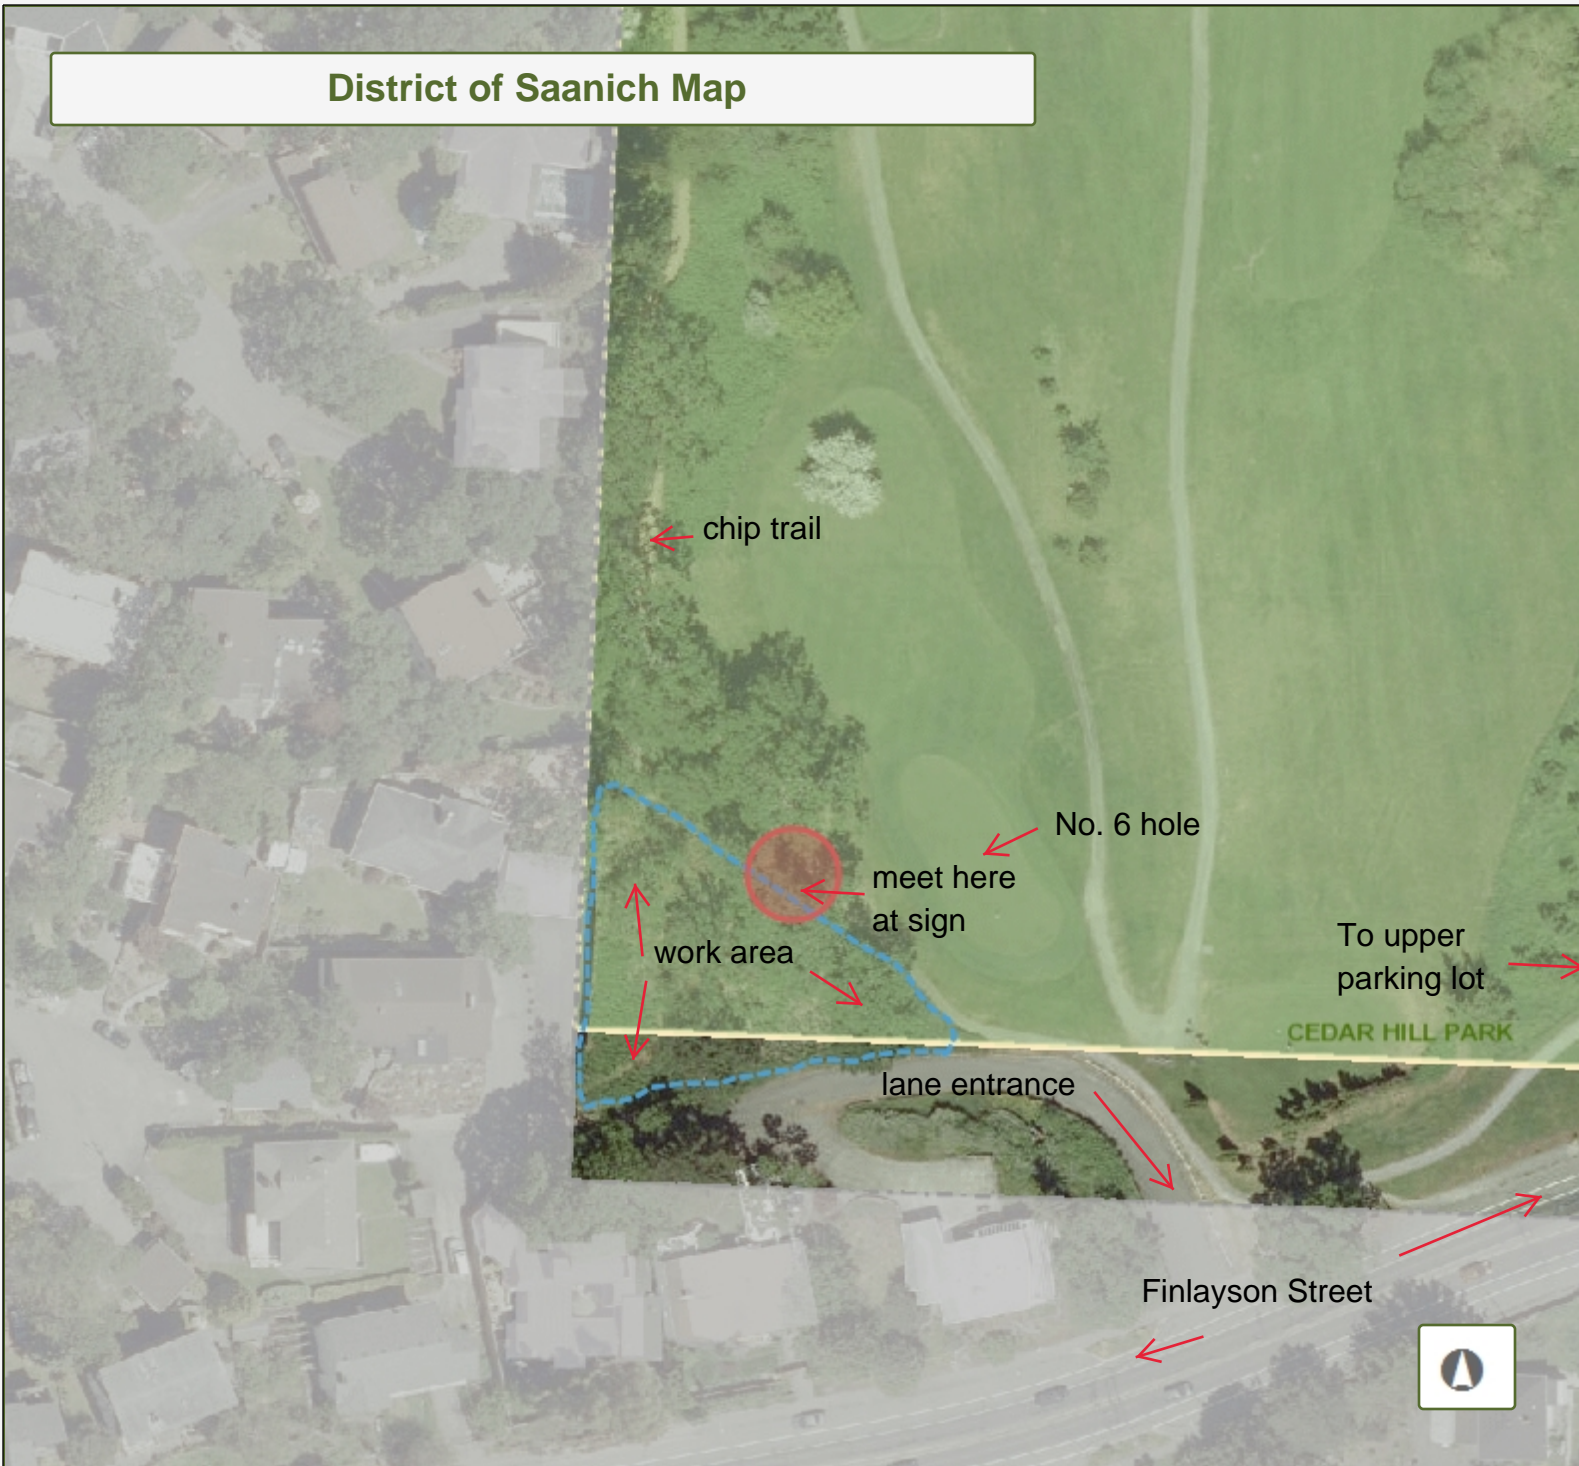 District of Saanich Map
chip trail
No. 6 hole
meet here
at sign
work area
To upper
parking lot
CEDAR HILL PARK
lane entrance
Finlayson Street